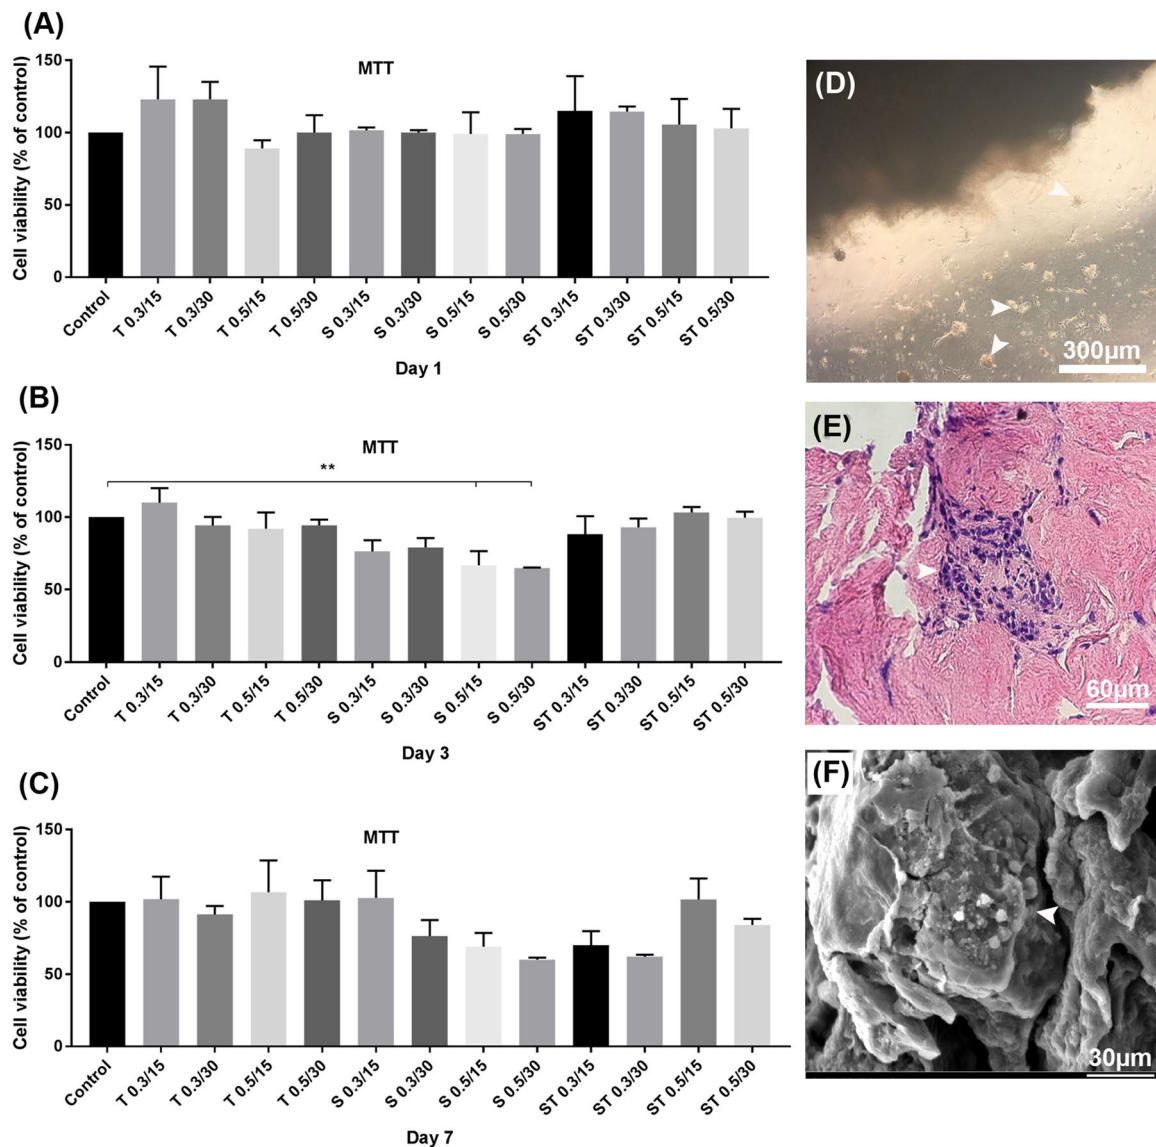 (A)
MTT
Cell viability (% of control)
150
100
50
0
Control
T 0.3/15
T 0.3/30
T 0.5/15
T 0.5/30
S 0.3/15
S 0.3/30
S 0.5/15
S 0.5/30
ST 0.3/15
ST 0.3/30
ST 0.5/15
ST 0.5/30
Day 1
(B)
MTT
**
Cell viability (% of control)
150
100
50
0
Control
T 0.3/15
T 0.3/30
T 0.5/15
T 0.5/30
S 0.3/15
S 0.3/30
S 0.5/15
S 0.5/30
ST 0.3/15
ST 0.3/30
ST 0.5/15
ST 0.5/30
Day 3
(C)
MTT
Cell viability (% of control)
150
100
50
0
Control
T 0.3/15
T 0.3/30
T 0.5/15
T 0.5/30
S 0.3/15
S 0.3/30
S 0.5/15
S 0.5/30
ST 0.3/15
ST 0.3/30
ST 0.5/15
ST 0.5/30
Day 7
(D)
300μm
(E)
60μm
(F)
30μm